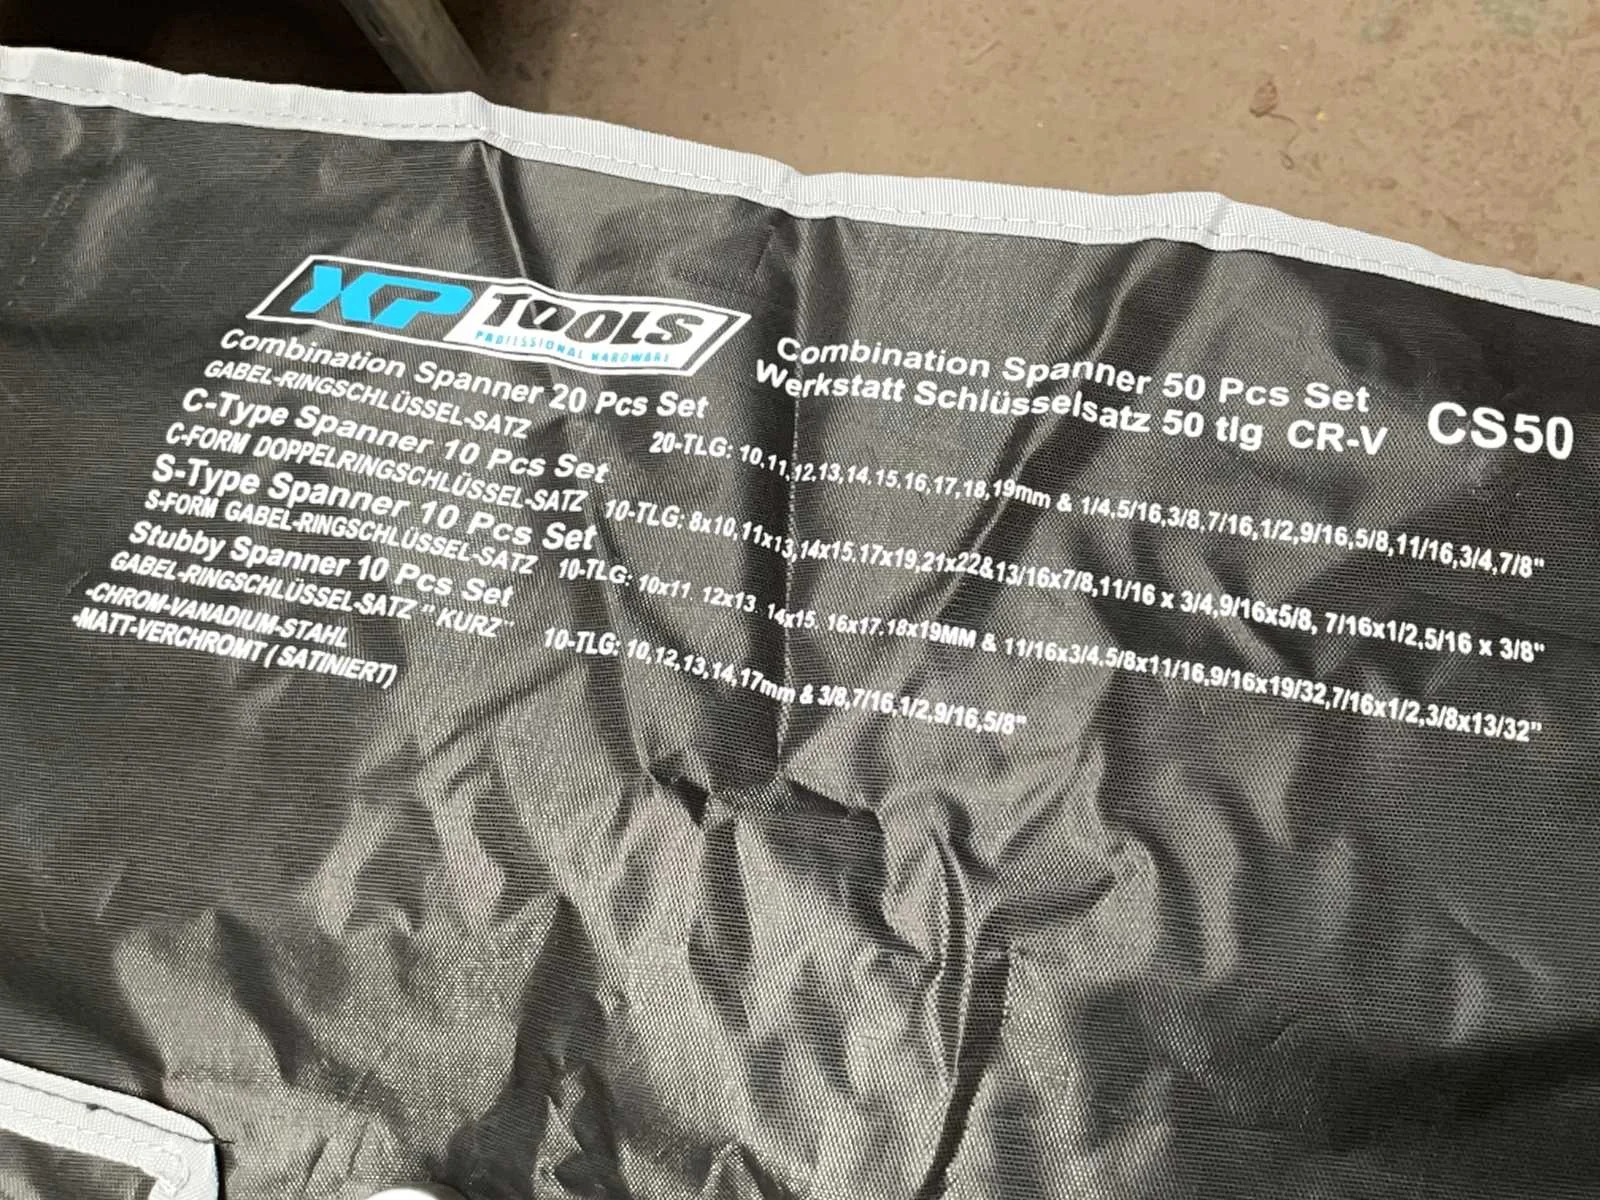 XP TOOLS
PROFESSIONAL HARDWARE
Combination Spanner 50 Pcs Set
Werkstatt Schlüsselsatz 50 tlg CR-V
CS50
Combination Spanner 20 Pcs Set
GABEL-RINGSCHLÜSSEL-SATZ
20-TLG: 10,11,12.13,14.15.16,17,18,19mm & 1/4.5/16,3/8,7/16,1/2,9/16,5/8,11/16,3/4,7/8"
C-Type Spanner 10 Pcs Set
C-FORM DOPPELRINGSCHLÜSSEL-SATZ
10-TLG: 8x10,11x13,14x15.17x19,21x22&13/16x7/8,11/16 x 3/4,9/16x5/8, 7/16x1/2,5/16 x 3/8"
S-Type Spanner 10 Pcs Set
S-FORM GABEL-RINGSCHLÜSSEL-SATZ
10-TLG: 10x11. 12x13. 14x15. 16x17.18x19MM & 11/16x3/4.5/8x11/16,9/16x19/32,7/16x1/2,3/8x13/32"
Stubby Spanner 10 Pcs Set
GABEL-RINGSCHLÜSSEL-SATZ " KURZ"
10-TLG: 10,12,13,14,17mm & 3/8,7/16,1/2,9/16,5/8"
-CHROM-VANADIUM-STAHL
-MATT-VERCHROMT ( SATINIERT)